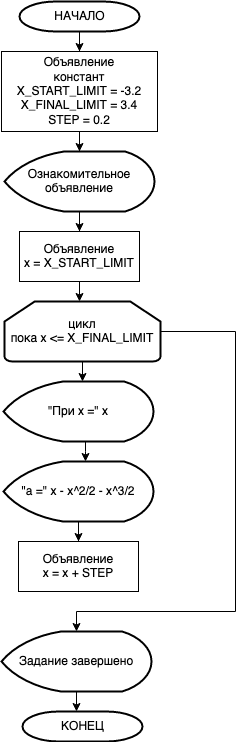 НАЧАЛО
Объявление
констант
X_START_LIMIT = -3.2
X_FINAL_LIMIT = 3.4
STEP = 0.2
Ознакомительное
объявление
Объявление
x = X_START_LIMIT
цикл
пока x <= X_FINAL_LIMIT
"При x =" x
"a =" x - x^2/2 - x^3/2
Объявление
x = x + STEP
Задание завершено
КОНЕЦ